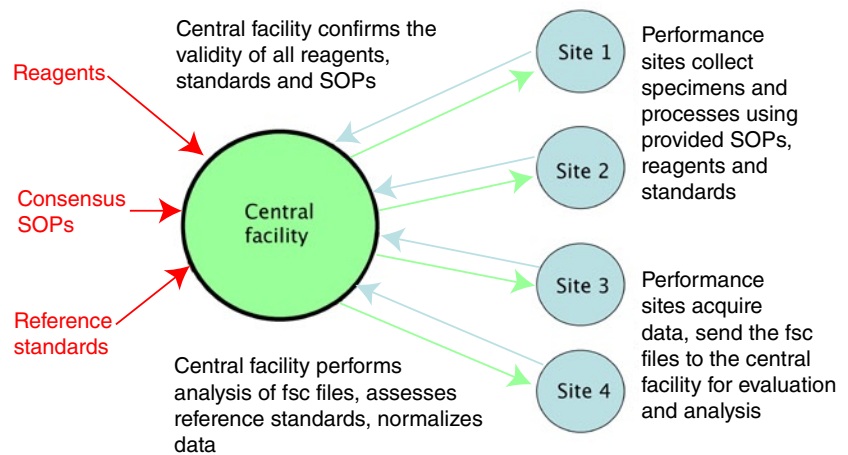 Central facility confirms the
validity of all reagents,
standards and SOPs
Reagents
Consensus
SOPs
Reference
standards
Central
facility
Site 1
Site 2
Site 3
Site 4
Performance
sites collect
specimens and
processes using
provided SOPs,
reagents and
standards
Performance
sites acquire
data, send the fsc
files to the central
facility for evaluation
and analysis
Central facility performs
analysis of fsc files, assesses
reference standards, normalizes
data